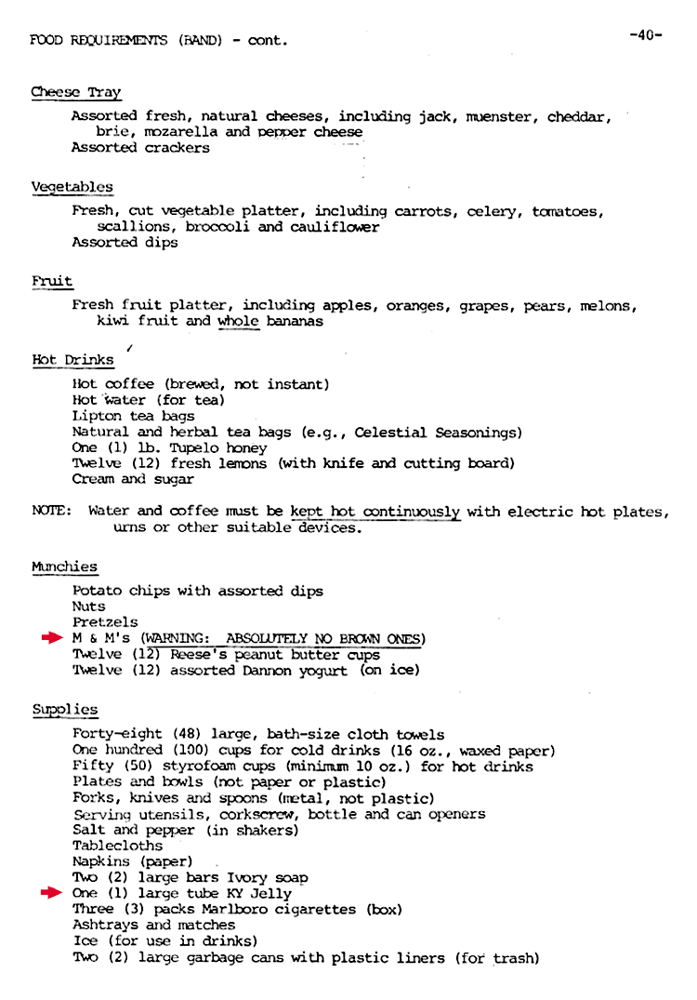 FOOD REQUIREMENTS (BAND) - cont.
-40-
Cheese Tray
Assorted fresh, natural cheeses, including jack, muenster, cheddar,
brie, mozarella and pepper cheese
Assorted crackers
Vegetables
Fresh, cut vegetable platter, including carrots, celery, tomatoes,
scallions, broccoli and cauliflower
Assorted dips
Fruit
Fresh fruit platter, including apples, oranges, grapes, pears, melons,
kiwi fruit and whole bananas
Hot Drinks
Hot coffee (brewed, not instant)
Hot water (for tea)
Lipton tea bags
Natural and herbal tea bags (e.g., Celestial Seasonings)
One (1) lb. Tupelo honey
Twelve (12) fresh lemons (with knife and cutting board)
Cream and sugar
NOTE: Water and coffee must be kept hot continuously with electric hot plates,
urns or other suitable devices.
Munchies
Potato chips with assorted dips
Nuts
Pretzels
M & M's (WARNING: ABSOLUTELY NO BROWN ONES)
Twelve (12) Reese's peanut butter cups
Twelve (12) assorted Dannon yogurt (on ice)
Supplies
Forty-eight (48) large, bath-size cloth towels
One hundred (100) cups for cold drinks (16 oz., waxed paper)
Fifty (50) styrofoam cups (minimum 10 oz.) for hot drinks
Plates and bowls (not paper or plastic)
Forks, knives and spoons (metal, not plastic)
Serving utensils, corkscrew, bottle and can openers
Salt and pepper (in shakers)
Tablecloths
Napkins (paper)
Two (2) large bars Ivory soap
One (1) large tube KY Jelly
Three (3) packs Marlboro cigarettes (box)
Ashtrays and matches
Ice (for use in drinks)
Two (2) large garbage cans with plastic liners (for trash)